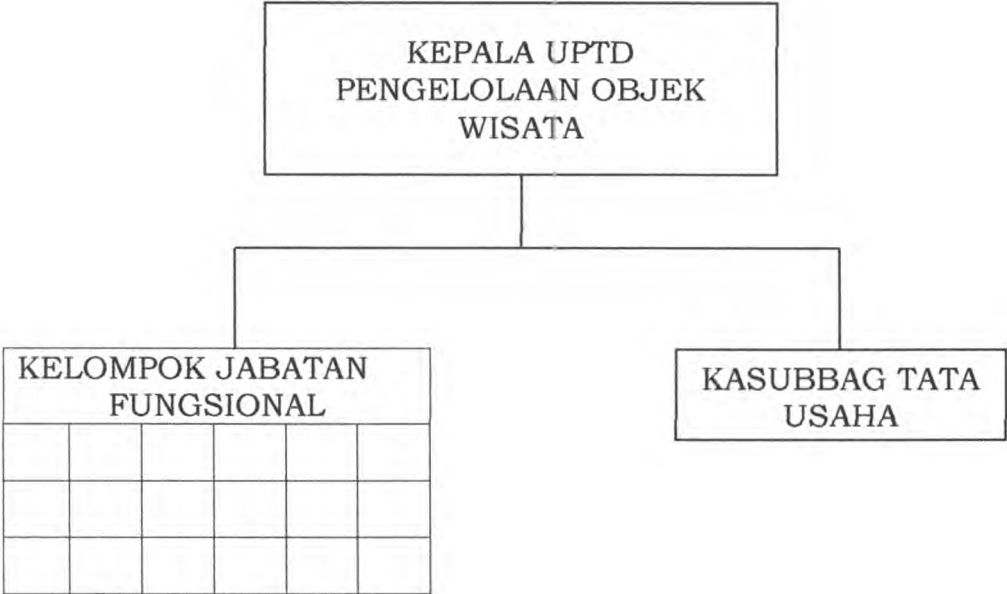 KEPALA UPTD
PENGELOLAAN OBJEK
WISATA
KELOMPOK JABATAN
FUNGSIONAL
KASUBBAG TATA
USAHA